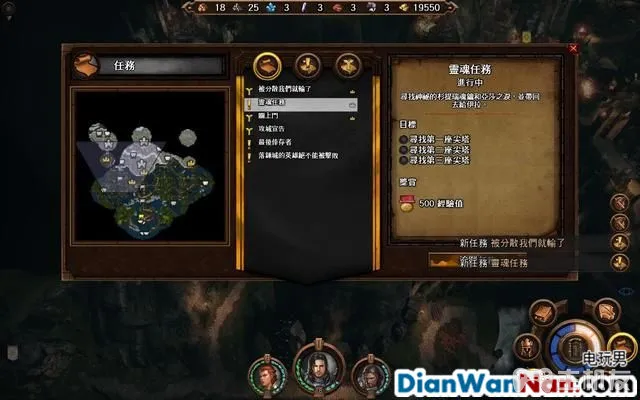 18 25 3 3 3 3 19550
任務
被分散我們就輸了
靈魂任務
關上門
攻城宣告
最後倖存者
落錘城的英雄絕不能被擊敗
靈魂任務
進行中
尋找神祕的杉提瑞魂鑰和亞莎之淚，並帶回
去給伊拉。
目標
尋找第一座尖塔
尋找第二座尖塔
尋找第三座尖塔
獎賞
500 經驗值
新任務 被分散我們就輸了
新任務 靈魂任務
电玩男
DianWanNan.com